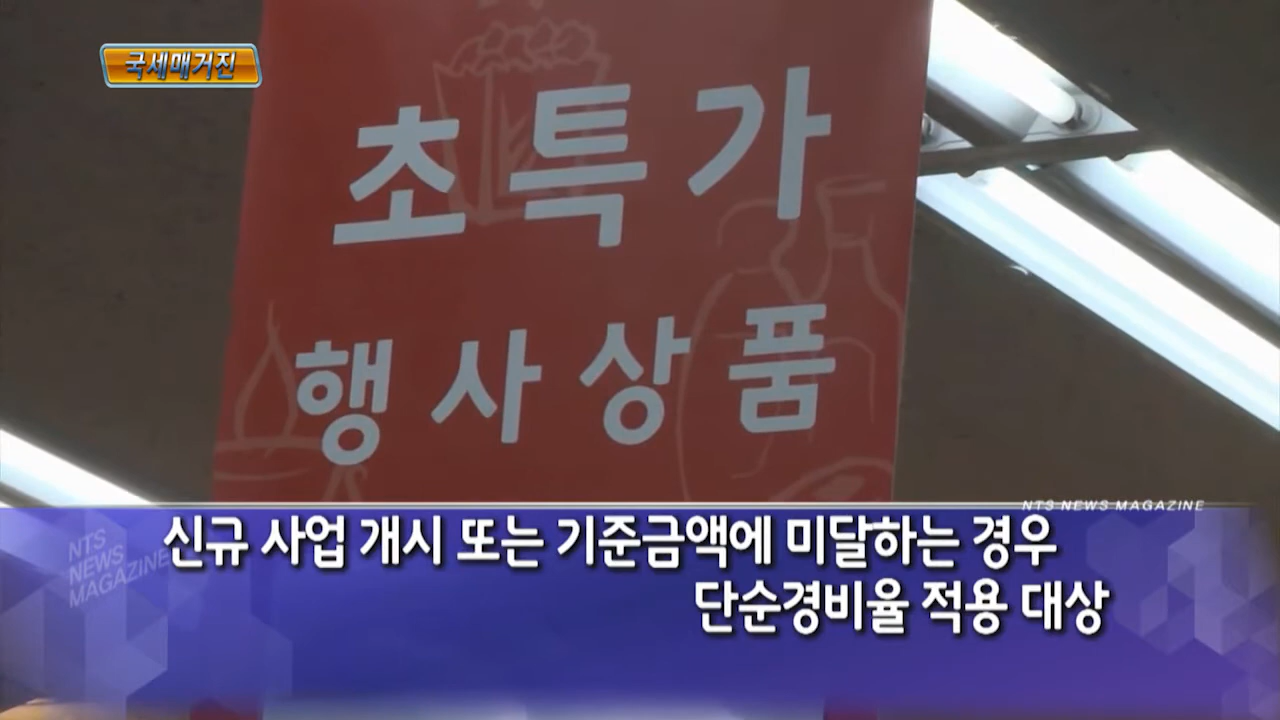 국세매거진
초특가
행사상품
NTS NEWS MAGAZINE
신규 사업 개시 또는 기준금액에 미달하는 경우
단순경비율 적용 대상
NTS
NEWS
MAGAZINE